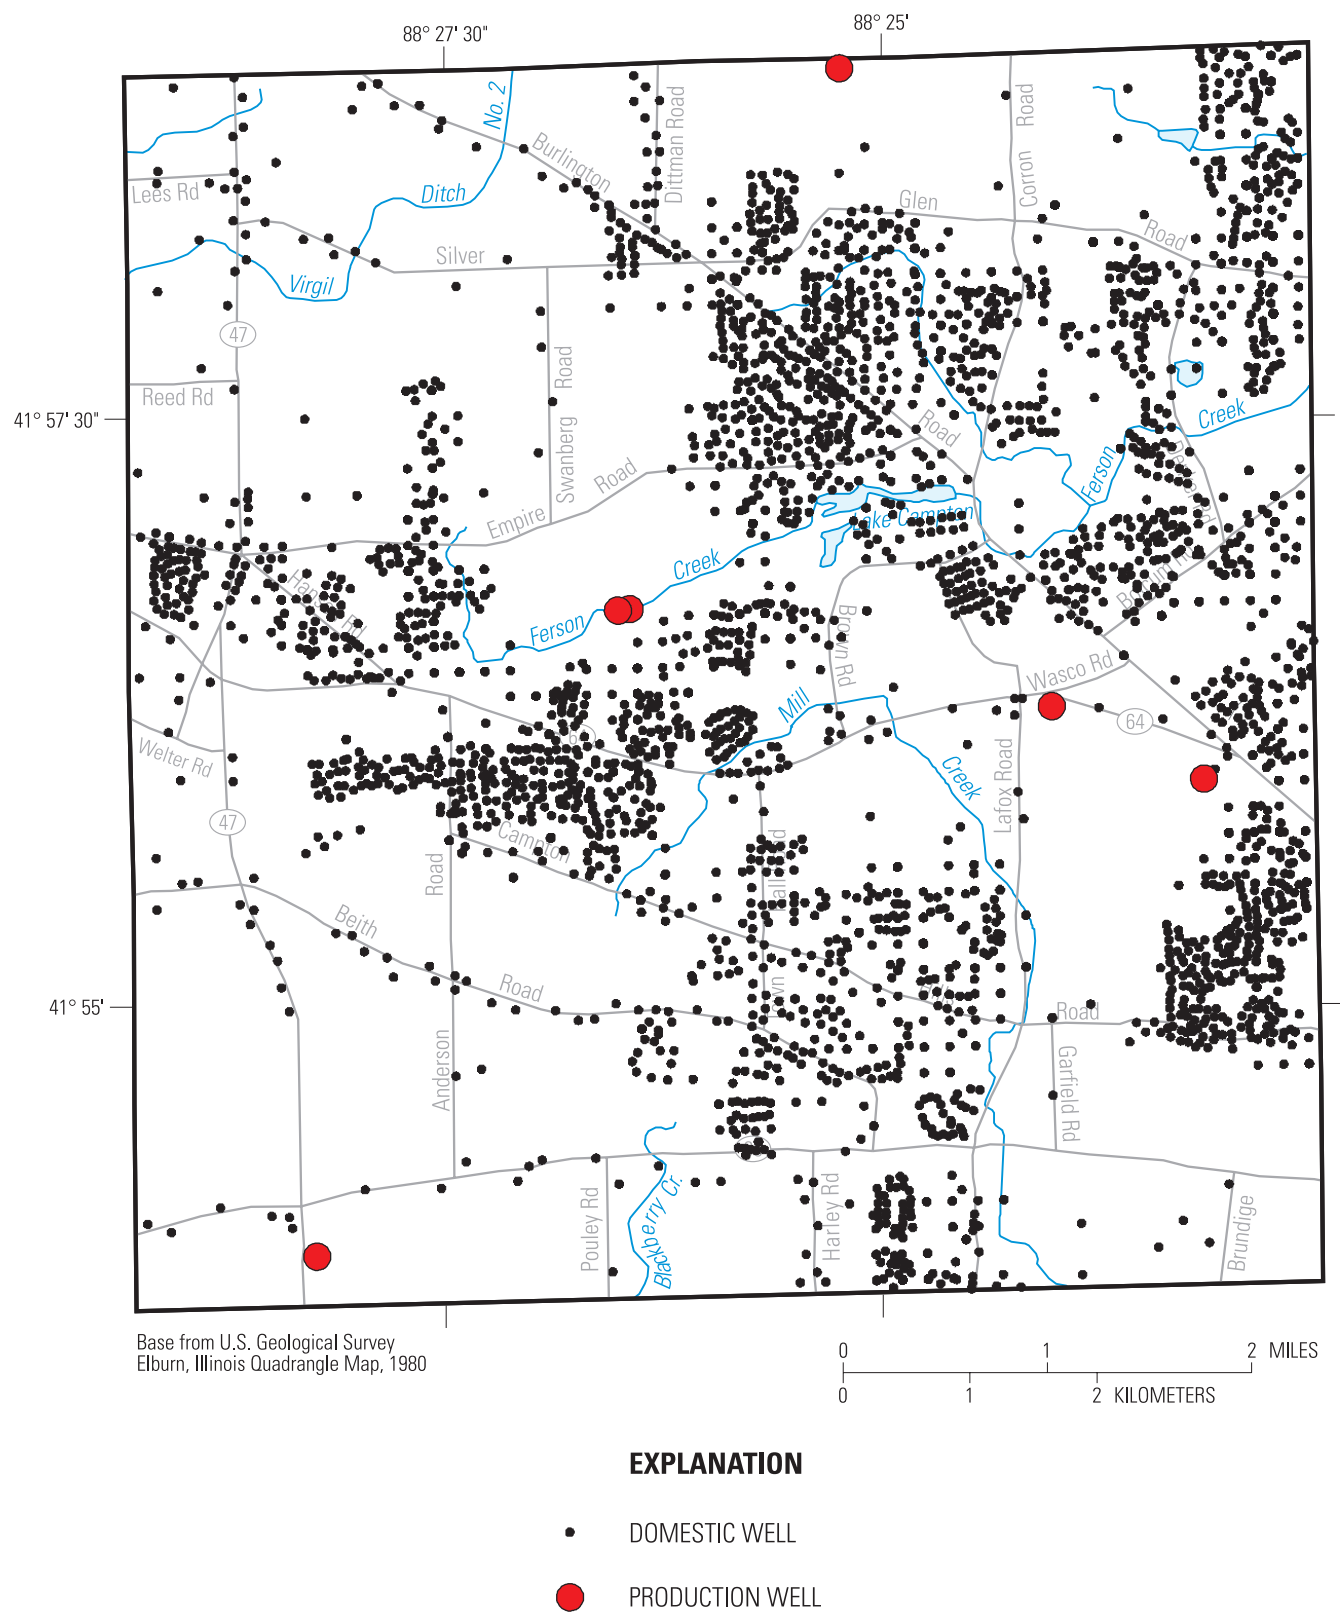 88° 27' 30"
88° 25'
No. 2
Burlington
Dittman Road
Corron Road
Lees Rd
Ditch
Glen
Road
Silver
Virgil
47
Reed Rd
Swanberg Road
41° 57' 30"
Road
Creek
Ferson
Empire Road
Lake Campton
Creek
Ferson
Brown Rd
Wasco Rd
64
Mill
Creek
Welter Rd
47
Lafox Road
Campton
Road
Beith
Road
Anderson
41° 55'
Road
Garfield Rd
Blackberry Cr.
Pouley Rd
Harley Rd
Brundige
Base from U.S. Geological Survey
Elburn, Illinois Quadrangle Map, 1980
0 1 2 MILES
0 1 2 KILOMETERS
EXPLANATION
DOMESTIC WELL
PRODUCTION WELL